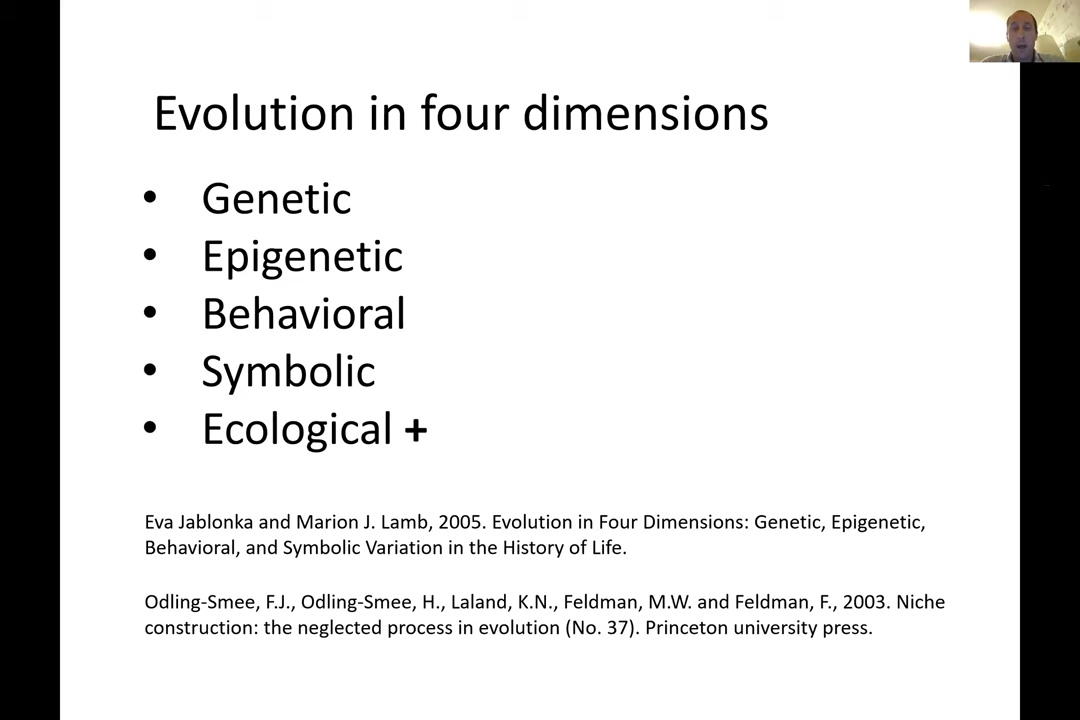 Evolution in four dimensions
• Genetic
• Epigenetic
• Behavioral
• Symbolic
• Ecological +
Eva Jablonka and Marion J. Lamb, 2005. Evolution in Four Dimensions: Genetic, Epigenetic,
Behavioral, and Symbolic Variation in the History of Life.
Odling-Smee, F.J., Odling-Smee, H., Laland, K.N., Feldman, M.W. and Feldman, F., 2003. Niche
construction: the neglected process in evolution (No. 37). Princeton university press.